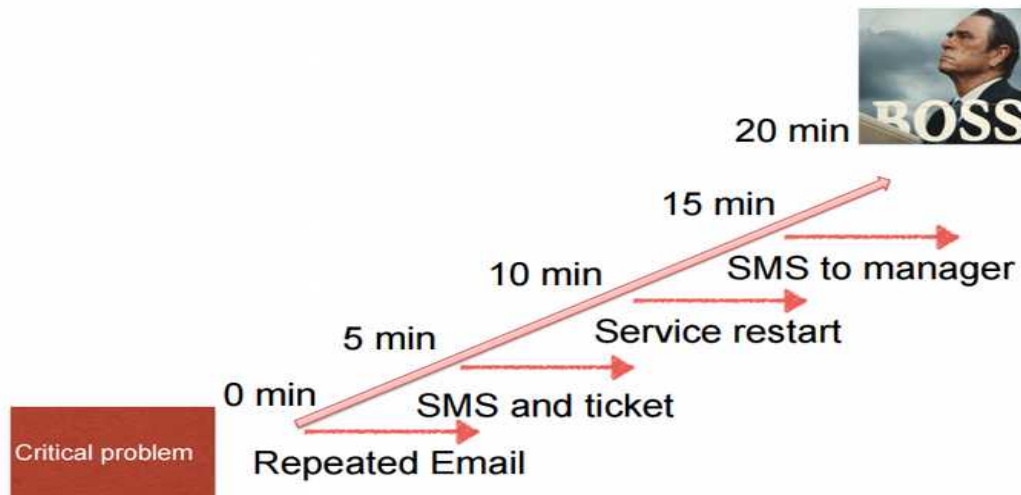 BOSS
20 min
15 min
SMS to manager
10 min
Service restart
5 min
SMS and ticket
0 min
Critical problem
Repeated Email